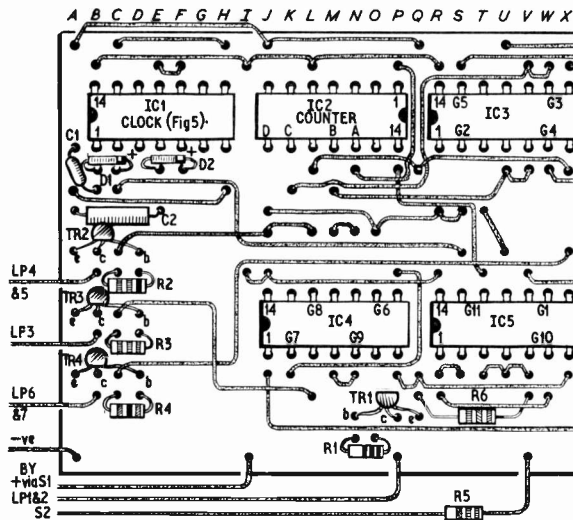 A B C D E F G H I J K L M N O P Q R S T U V W X
14 IC1 IC2 1 14 G5 IC3 G3
CLOCK (Fig5) COUNTER
C1 1 D C B A 14 1 G2 G4
+ +
D1 D2
C2
TR2
e c b
LP4 R2
&5 TR3 14 G8 G6 14 G11 G1
IC4 IC5
e c b
LP3 R3 1 G7 G9 1 G10
TR4
e c b
LP6 R4 TR1 R6
&7 b c e
-ve R1
BY
+viaS1
LP1&2
S2 R5